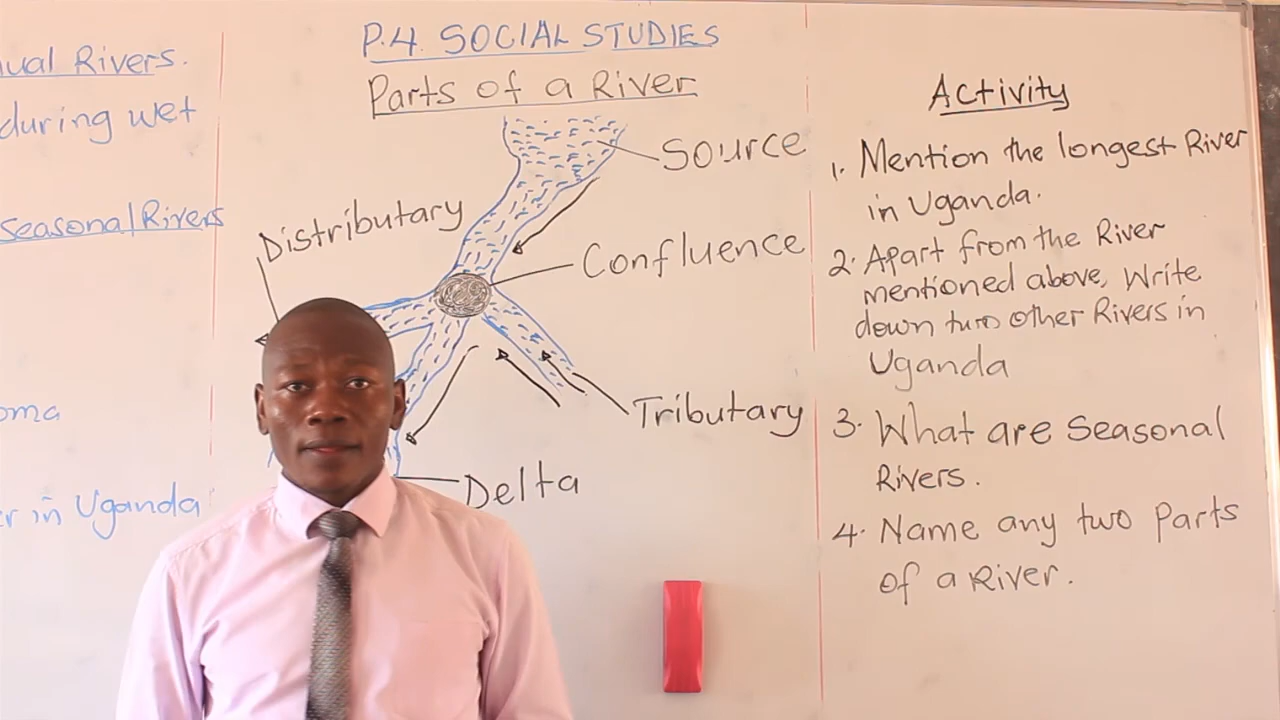 P.4. SOCIAL STUDIES
Parts of a River
Rivers.
during wet
Seasonal Rivers
in Uganda
Source
Distributary
Confluence
Tributary
Delta
Activity
1. Mention the longest River
in Uganda.
2. Apart from the River
mentioned above, Write
down two other Rivers in
Uganda
3. What are Seasonal
Rivers.
4. Name any two Parts
of a River.